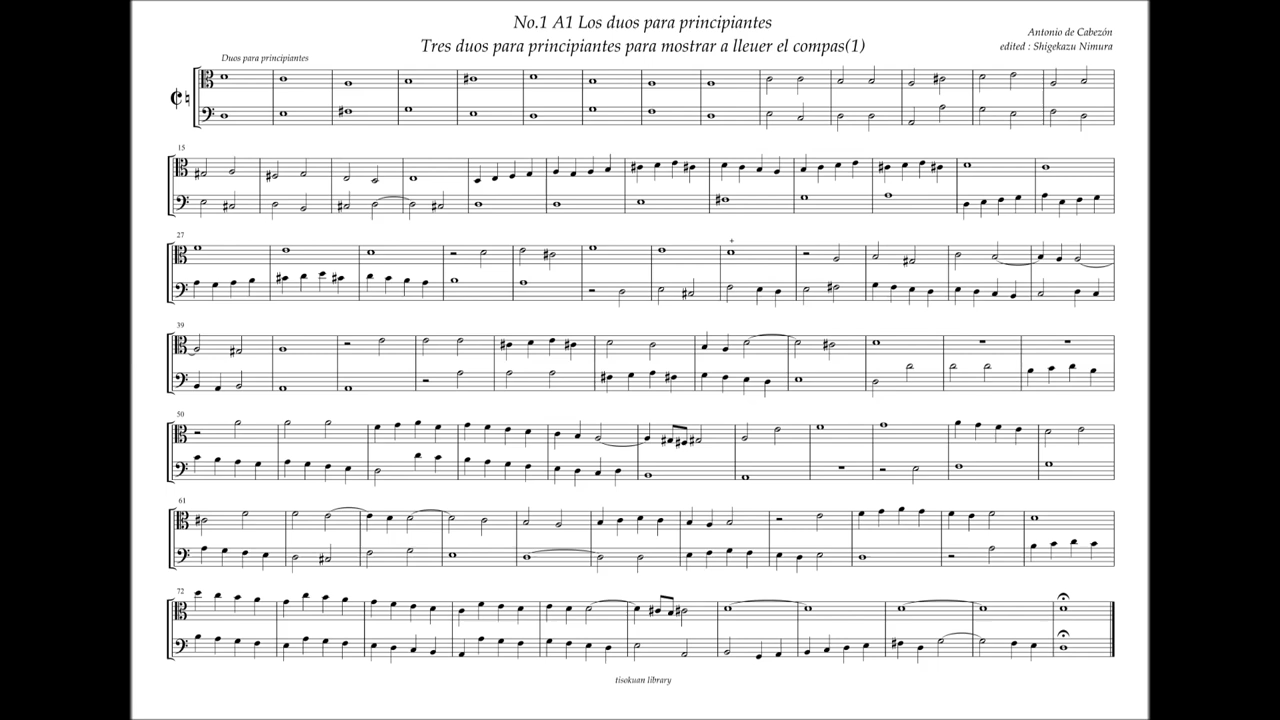 No.1 A1 Los duos para principiantes
Tres duos para principiantes para mostrar a lleuer el compas(1)
Antonio de Cabezón
edited : Shigekazu Nimura
Duos para principiantes
15
27
39
50
61
72
tisokuan library